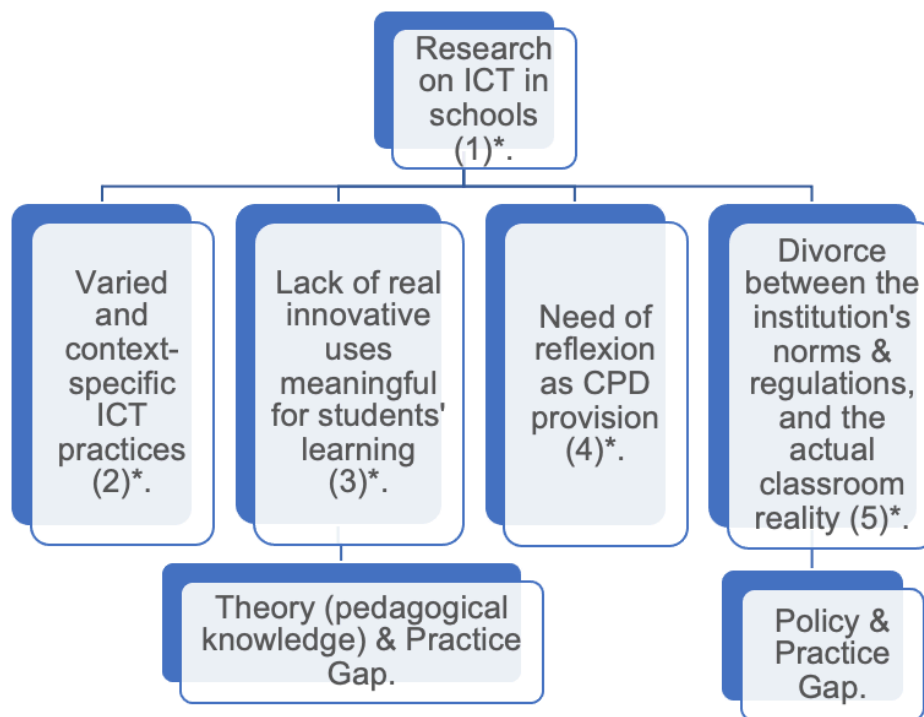 Research
on ICT in
schools
(1)*.
Varied
and
context-
specific
ICT
practices
(2)*.
Lack of real
innovative
uses
meaningful
for students'
learning
(3)*.
Need of
reflexion
as CPD
provision
(4)*.
Divorce
between the
institution's
norms &
regulations,
and the
actual
classroom
reality (5)*.
Theory (pedagogical
knowledge) & Practice
Gap.
Policy &
Practice
Gap.